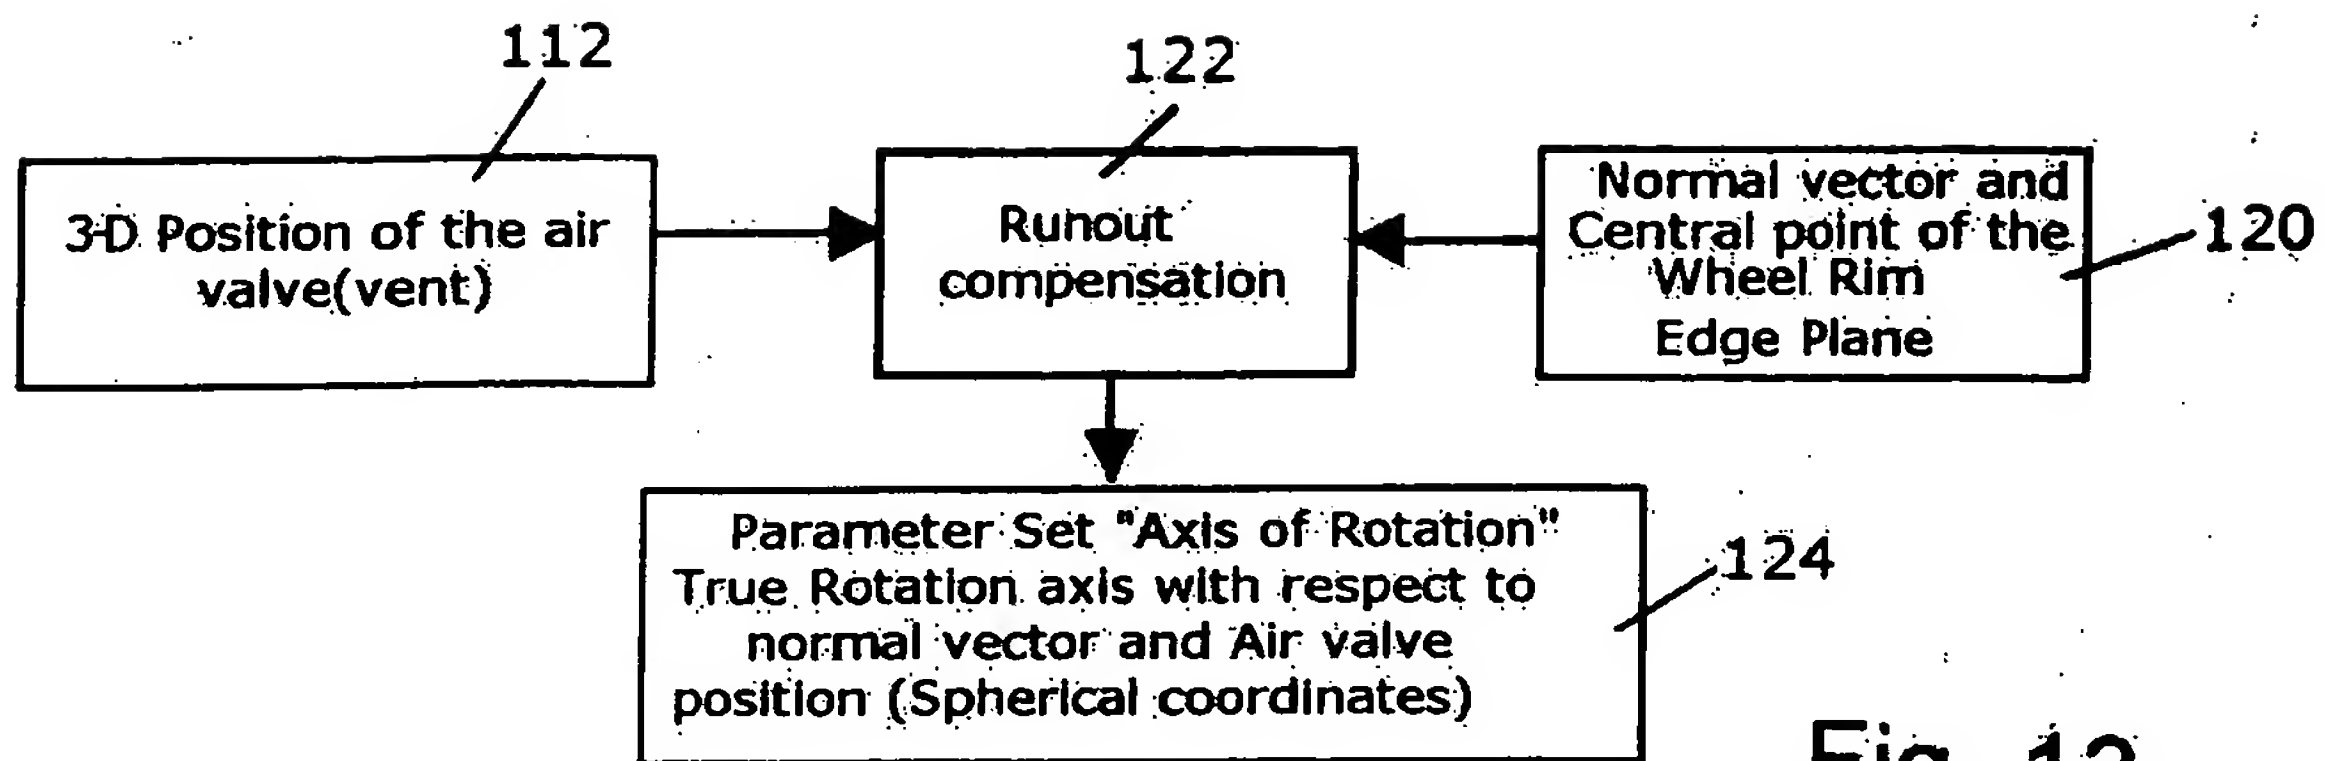 112
122
3-D Position of the air
valve(vent)
Runout
compensation
Normal vector and
Central point of the
Wheel Rim
Edge Plane
120
Parameter Set "Axis of Rotation"
True Rotation axis with respect to
normal vector and Air valve
position (Spherical coordinates)
124
Fig.